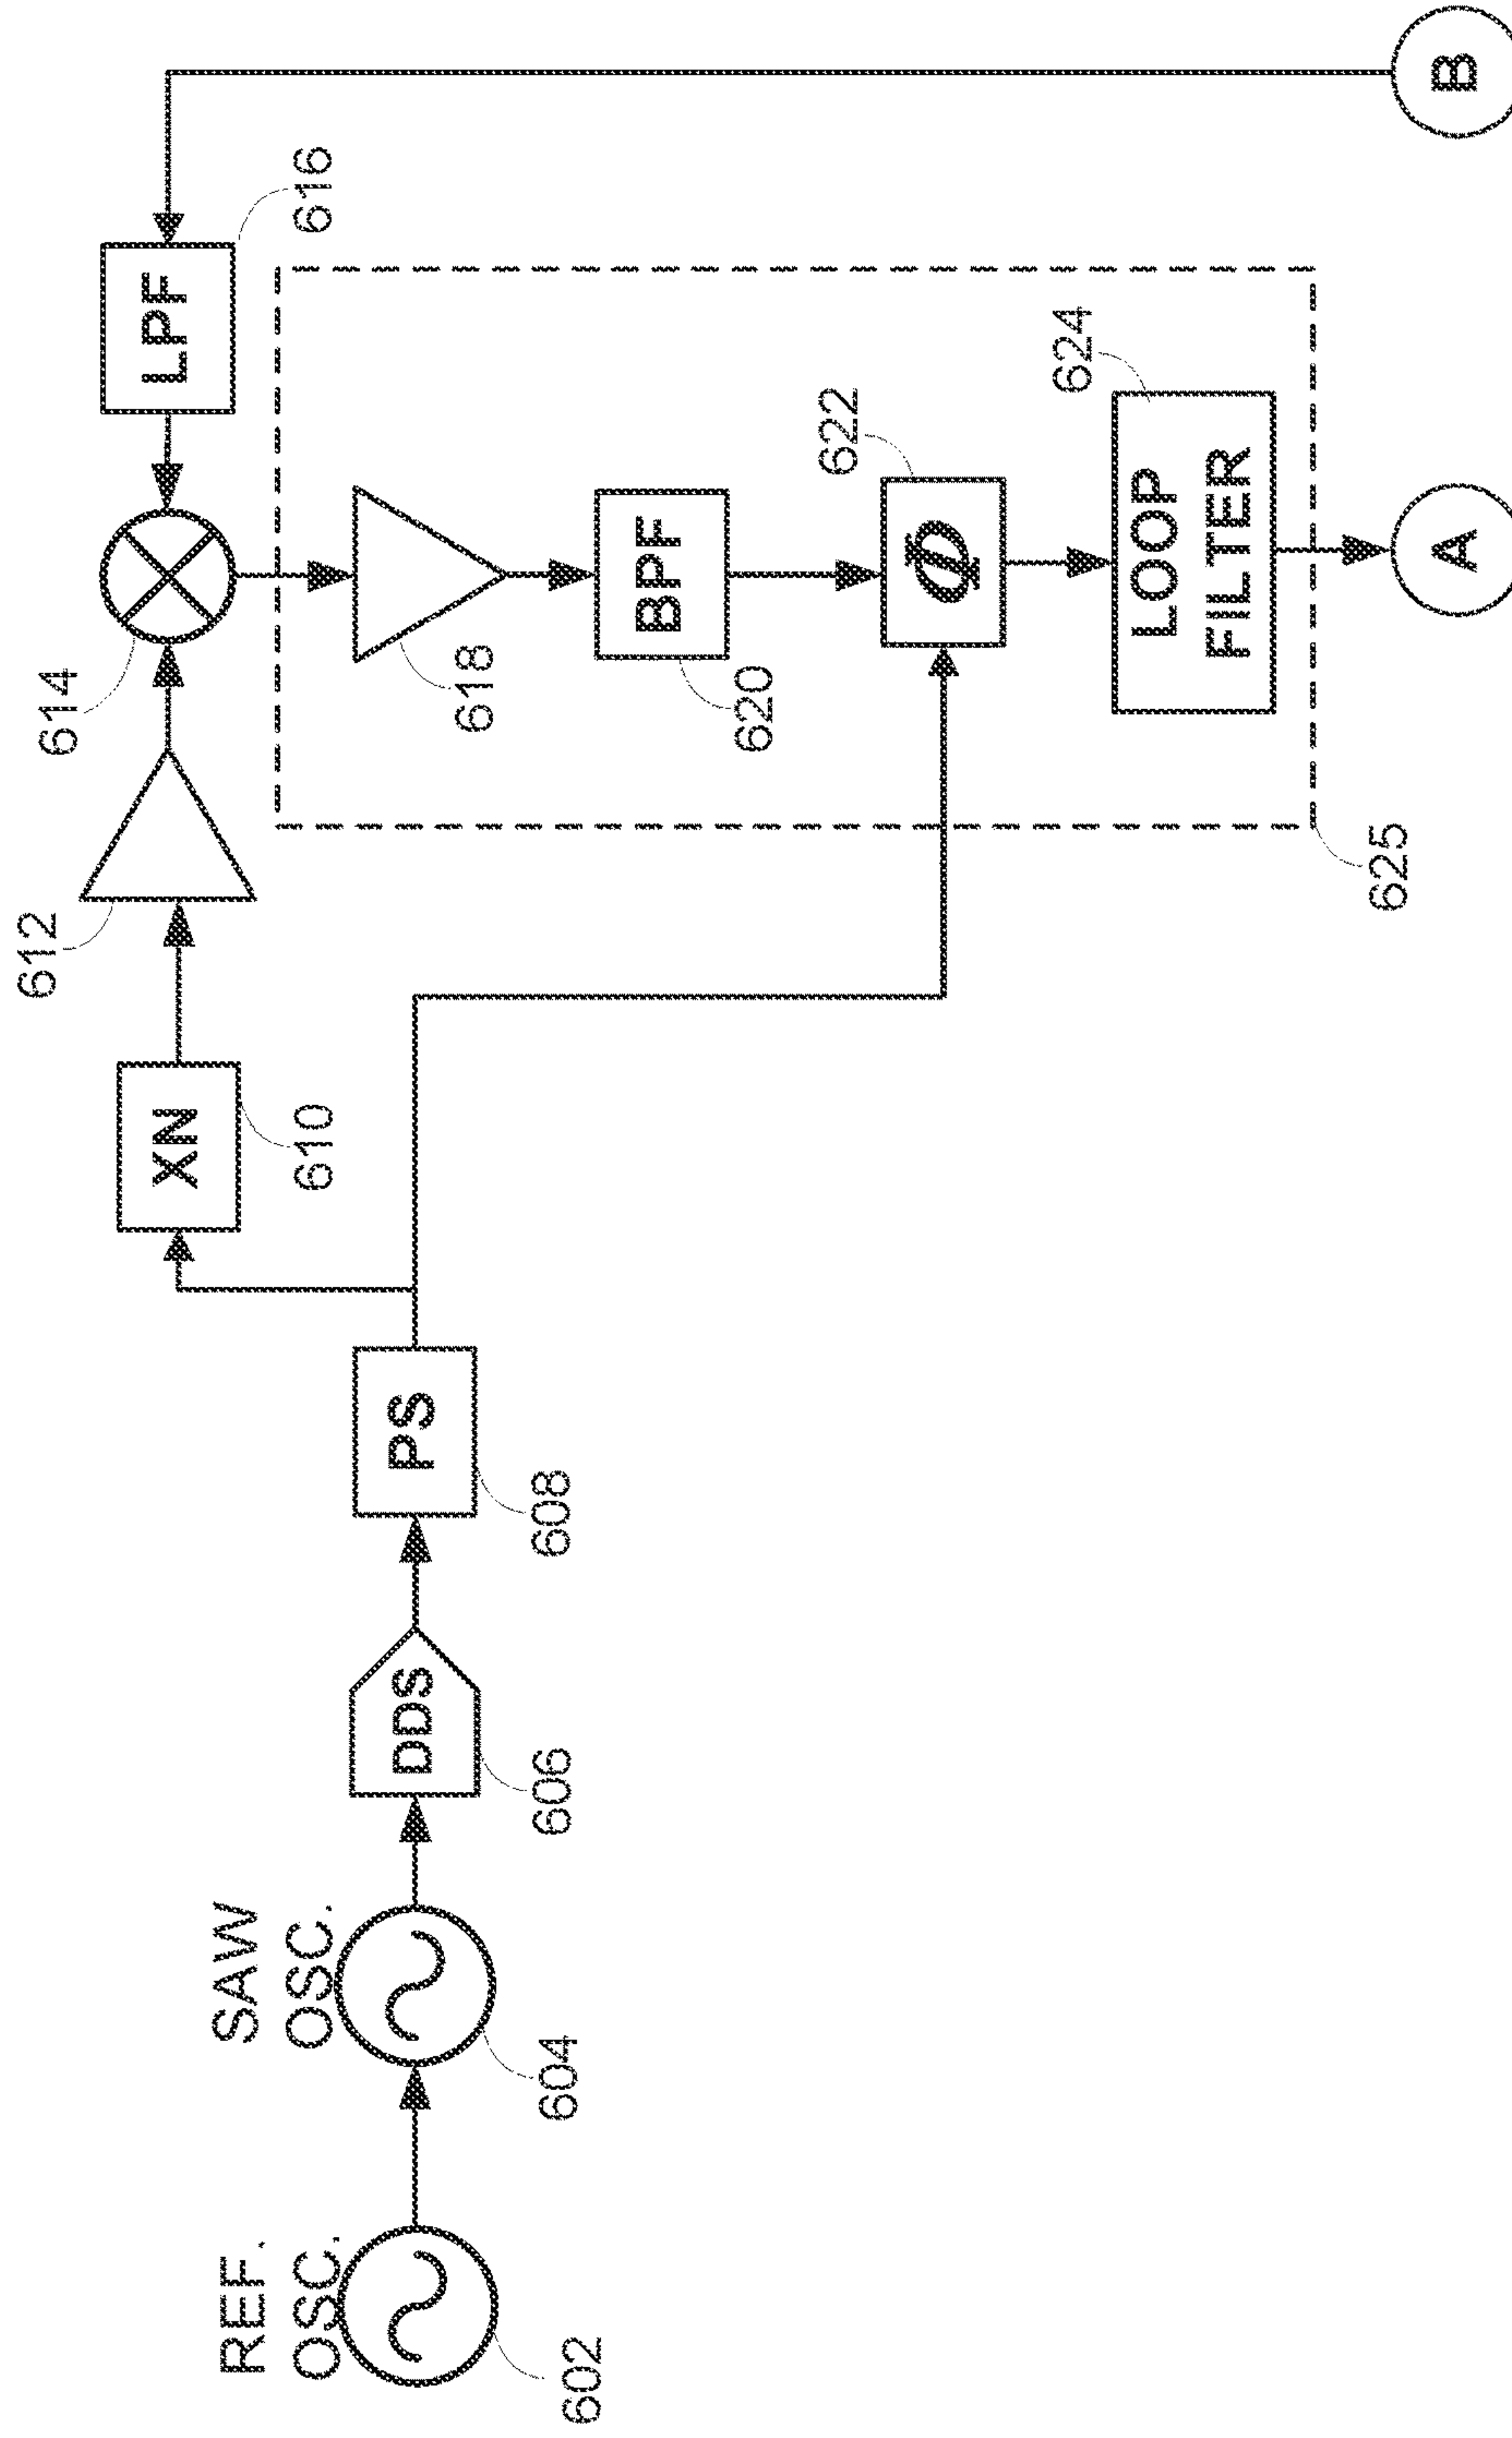 REF.
OSC.
602
SAW
OSC.
604
DDS
606
PS
608
XN
610
612
614
LPF
616
618
BPF
620
Φ
622
LOOP
FILTER
624
625
A
B